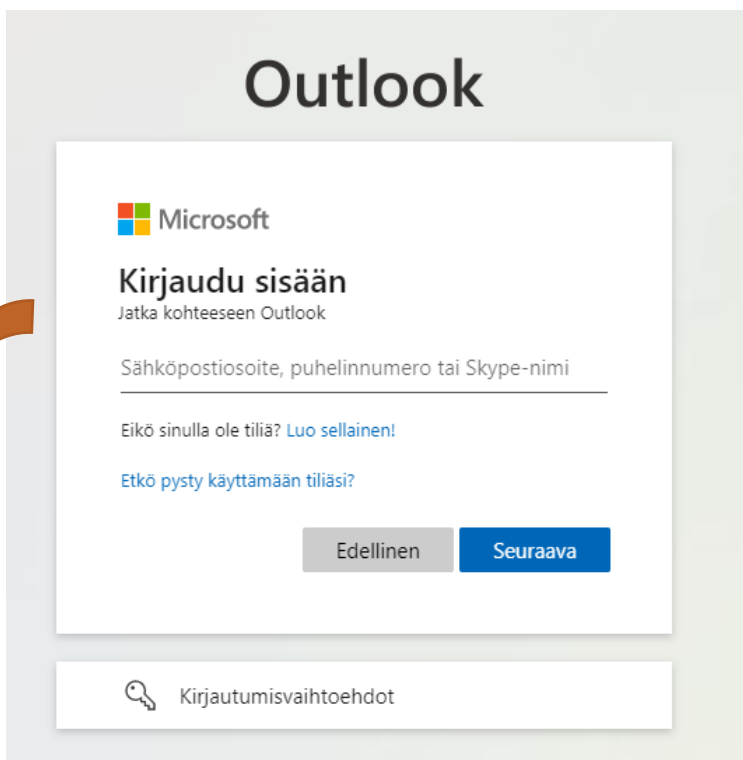 Outlook
Microsoft
Kirjaudu sisään
Jatka kohteeseen Outlook
Sähköpostiosoite, puhelinnumero tai Skype-nimi
Eikö sinulla ole tiliä? Luo sellainen!
Etkö pysty käyttämään tiliäsi?
Edellinen Seuraava
Kirjautumisvaihtoehdot